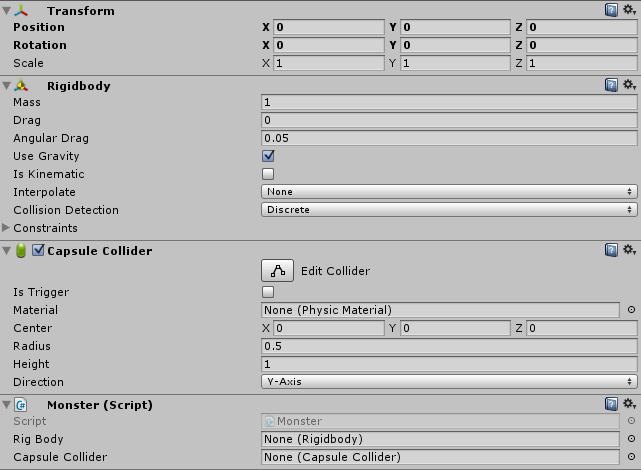 Transform
Position X 0 Y 0 Z 0
Rotation X 0 Y 0 Z 0
Scale X 1 Y 1 Z 1
Rigidbody
Mass 1
Drag 0
Angular Drag 0.05
Use Gravity
Is Kinematic
Interpolate None
Collision Detection Discrete
Constraints
Capsule Collider
Edit Collider
Is Trigger
Material None (Physic Material)
Center X 0 Y 0 Z 0
Radius 0.5
Height 1
Direction Y-Axis
Monster (Script)
Script Monster
Rig Body None (Rigidbody)
Capsule Collider None (Capsule Collider)